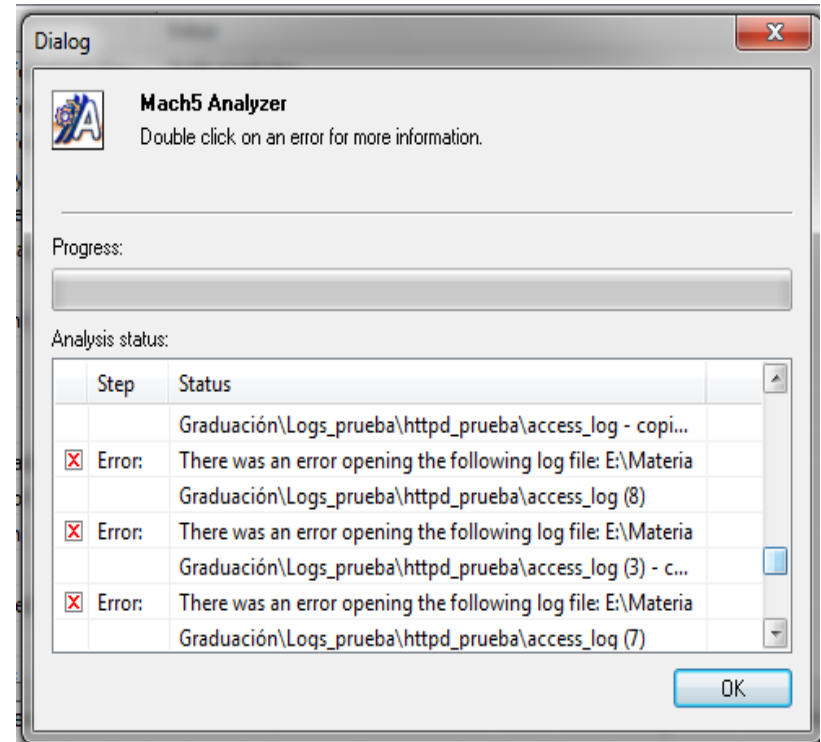 Dialog
Mach5 Analyzer
Double click on an error for more information.
Progress:
Analysis status:
Step Status
Graduación\Logs_prueba\httpd_prueba\access_log - copi...
Error: There was an error opening the following log file: E:\Materia
Graduación\Logs_prueba\httpd_prueba\access_log (8)
Error: There was an error opening the following log file: E:\Materia
Graduación\Logs_prueba\httpd_prueba\access_log (3) - c...
Error: There was an error opening the following log file: E:\Materia
Graduación\Logs_prueba\httpd_prueba\access_log (7)
OK